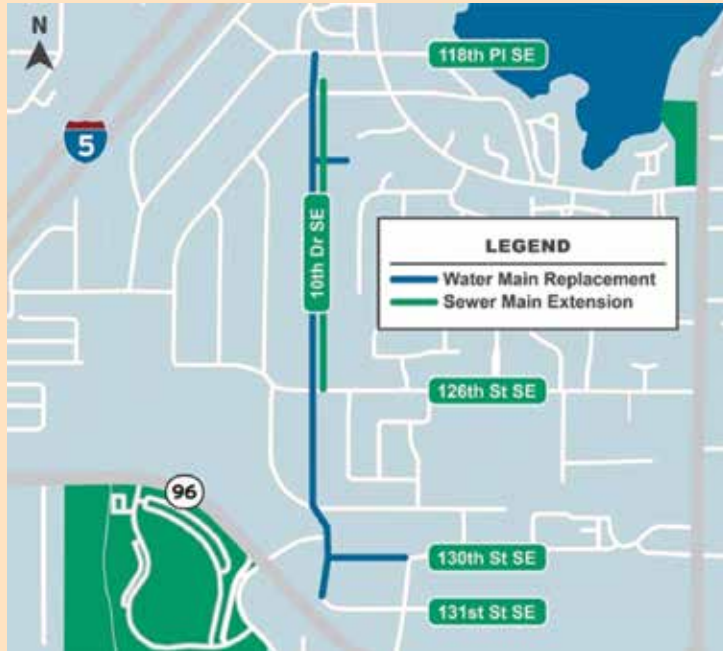 N
118th Pl SE
5
10th Dr SE
LEGEND
Water Main Replacement
Sewer Main Extension
126th St SE
96
130th St SE
131st St SE